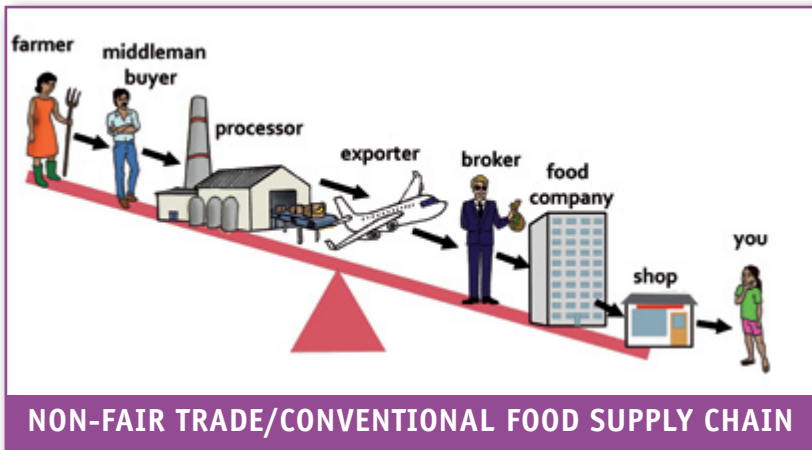 farmer
middleman
buyer
processor
exporter
broker
food
company
shop
you
NON-FAIR TRADE/CONVENTIONAL FOOD SUPPLY CHAIN